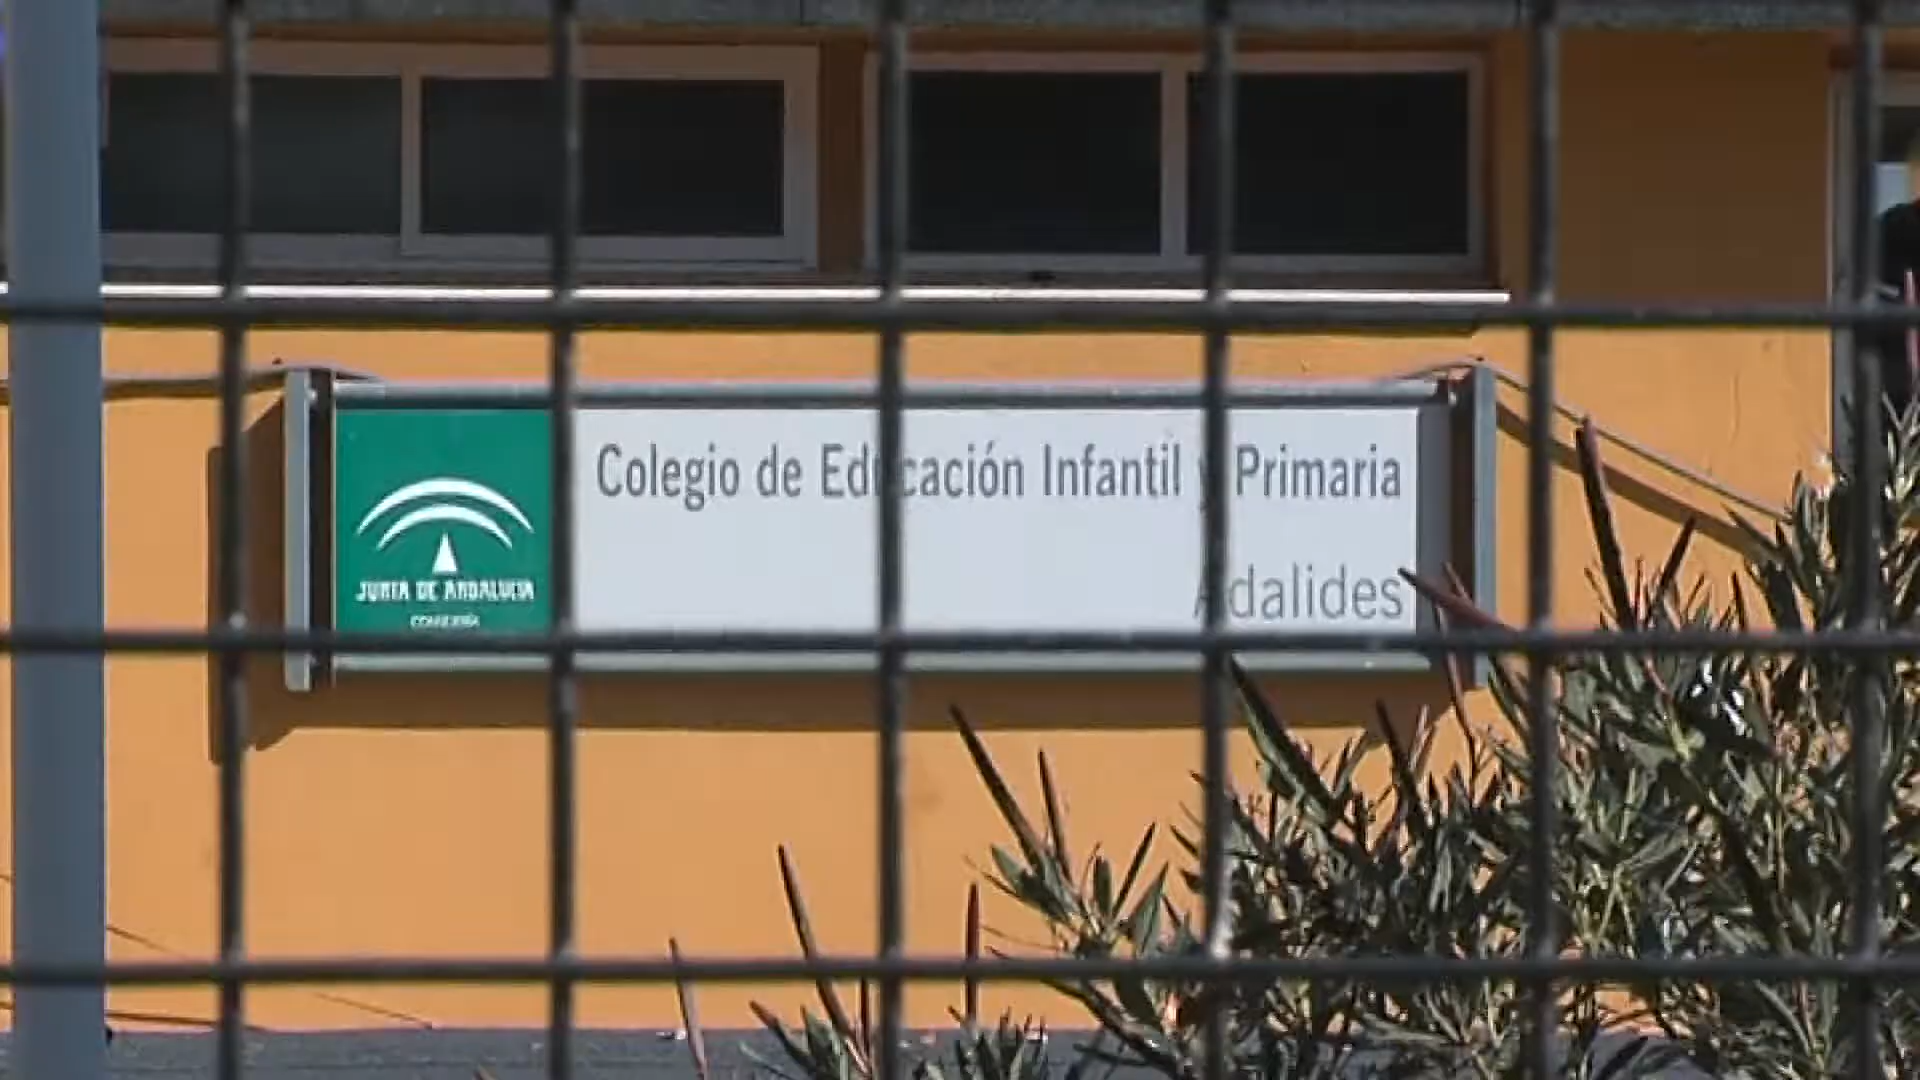 JUNTA DE ANDALUCIA
Colegio de Educación Infantil y Primaria
Adalides